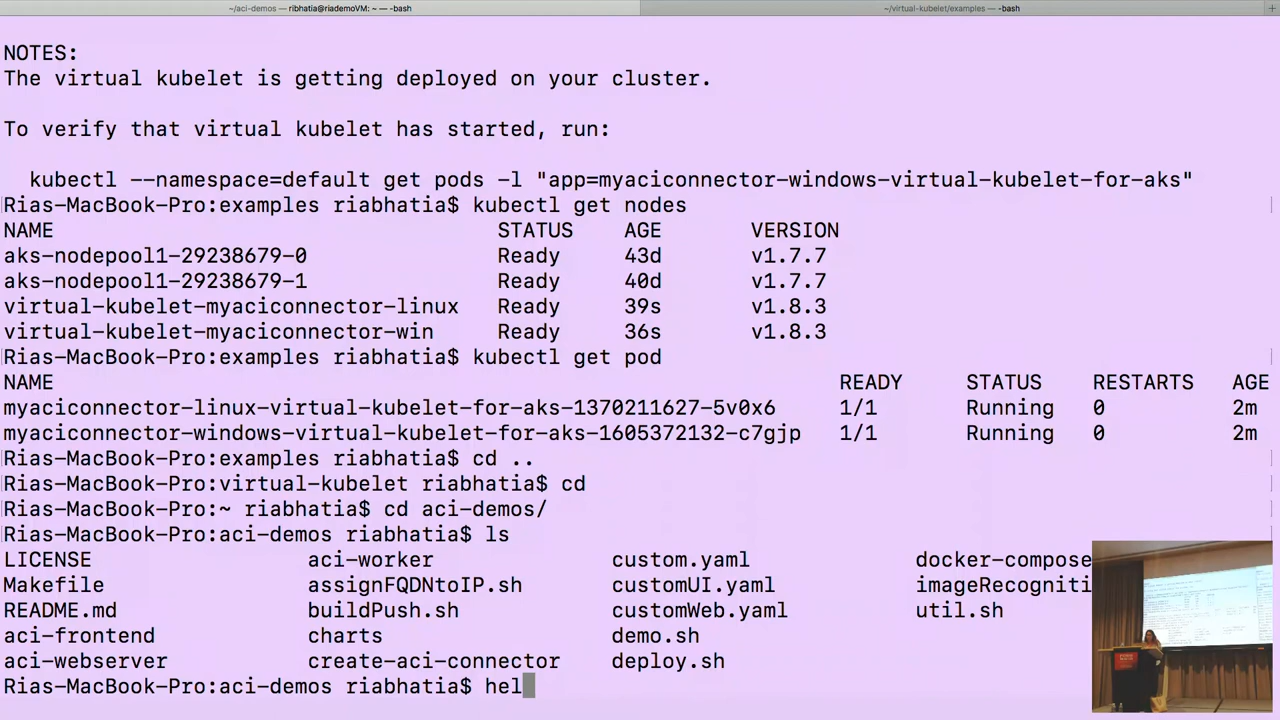 ~/aci-demos — ribhatia@riademoVM: ~ — -bash
~/virtual-kubelet/examples — -bash
NOTES:
The virtual kubelet is getting deployed on your cluster.
To verify that virtual kubelet has started, run:
kubectl --namespace=default get pods -l "app=myaciconnector-windows-virtual-kubelet-for-aks"
Rias-MacBook-Pro:examples riabhatia$ kubectl get nodes
NAME STATUS AGE VERSION
aks-nodepool1-29238679-0 Ready 43d v1.7.7
aks-nodepool1-29238679-1 Ready 40d v1.7.7
virtual-kubelet-myaciconnector-linux Ready 39s v1.8.3
virtual-kubelet-myaciconnector-win Ready 36s v1.8.3
Rias-MacBook-Pro:examples riabhatia$ kubectl get pod
NAME READY STATUS RESTARTS AGE
myaciconnector-linux-virtual-kubelet-for-aks-1370211627-5v0x6 1/1 Running 0 2m
myaciconnector-windows-virtual-kubelet-for-aks-1605372132-c7gjp 1/1 Running 0 2m
Rias-MacBook-Pro:examples riabhatia$ cd ..
Rias-MacBook-Pro:virtual-kubelet riabhatia$ cd
Rias-MacBook-Pro:~ riabhatia$ cd aci-demos/
Rias-MacBook-Pro:aci-demos riabhatia$ ls
LICENSE aci-worker custom.yaml docker-compose
Makefile assignFQDNtoIP.sh customUI.yaml imageRecogniti
README.md buildPush.sh customWeb.yaml util.sh
aci-frontend charts demo.sh
aci-webserver create-aci-connector deploy.sh
Rias-MacBook-Pro:aci-demos riabhatia$ hel